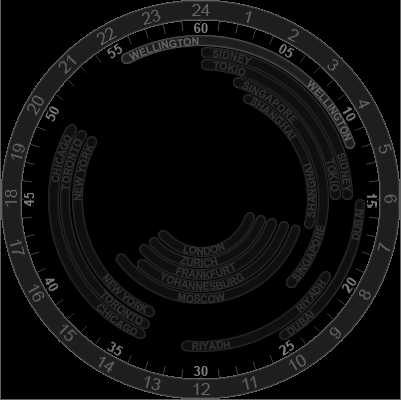 24
1
2
3
4
5
6
7
8
9
10
11
12
13
14
15
16
17
18
19
20
21
22
23
60
05
10
15
20
25
30
35
40
45
50
55
WELLINGTON
WELLINGTON
SIDNEY
SIDNEY
TOKIO
TOKIO
SINGAPORE
SINGAPORE
SHANGHAI
SHANGHAI
DUBAI
DUBAI
RIYADH
RIYADH
CHICAGO
CHICAGO
TORONTO
TORONTO
NEW YORK
NEW YORK
LONDON
ZURICH
FRANKFURT
YOHANNESBURG
MOSCOW